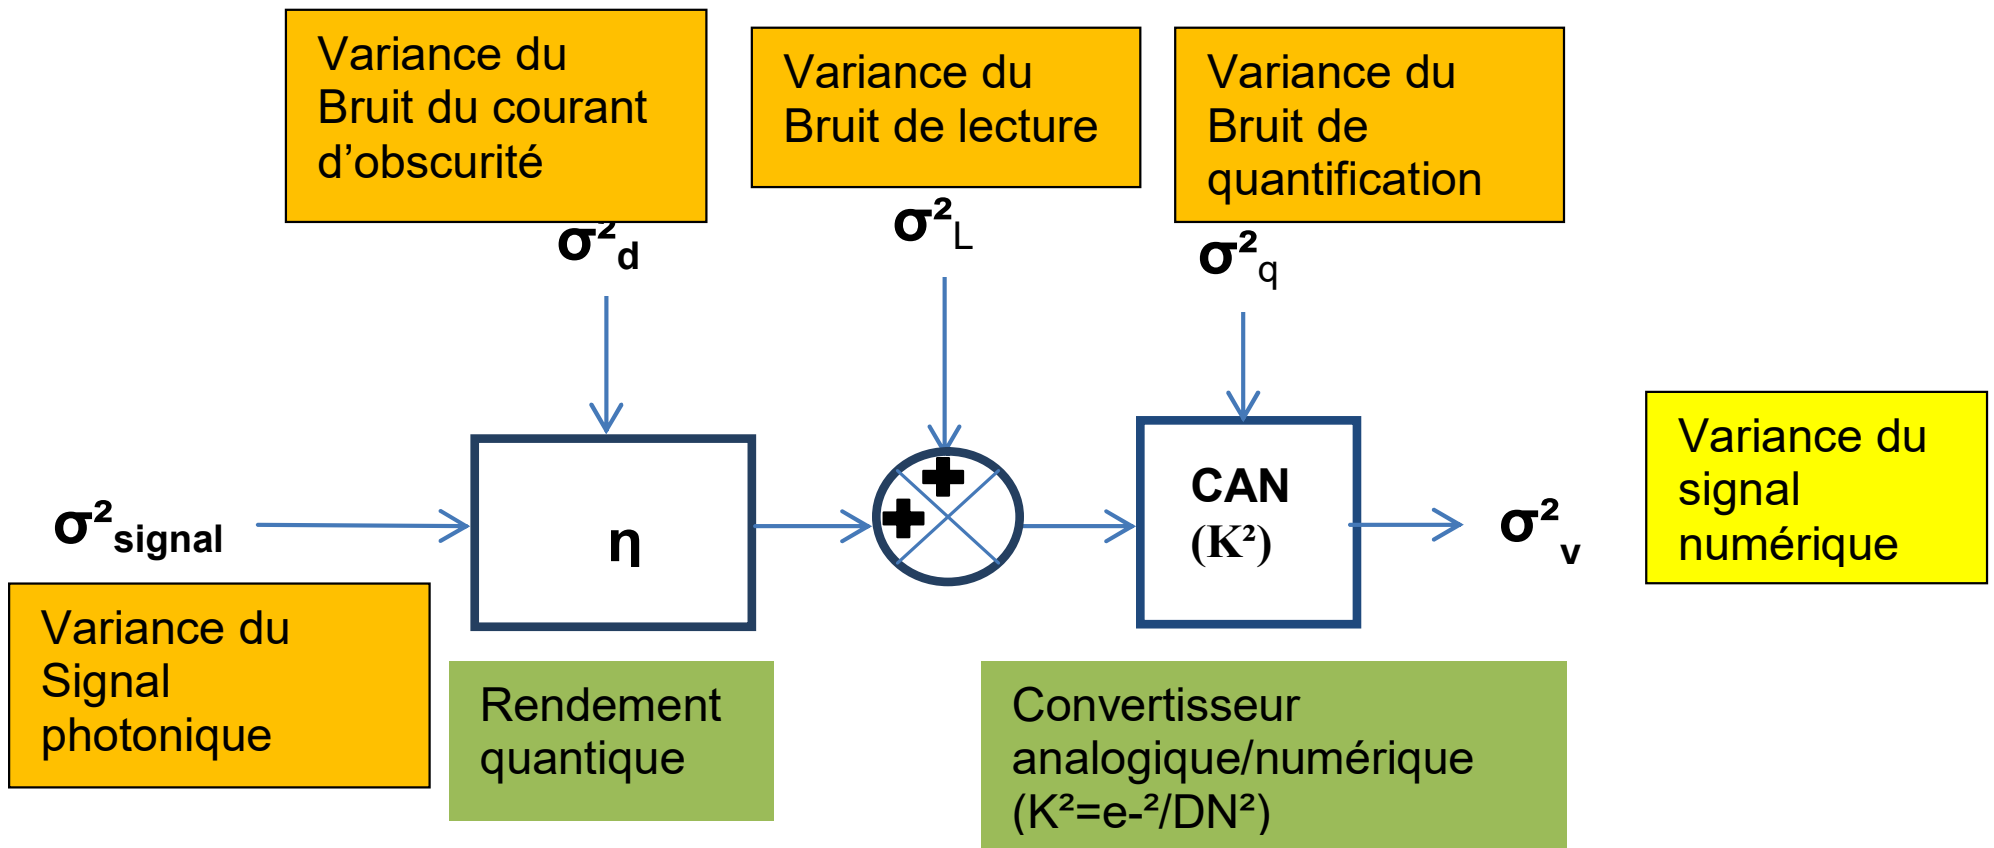 Variance du
Bruit du courant
d’obscurité
σ²d
Variance du
Bruit de lecture
σ²L
Variance du
Bruit de
quantification
σ²q
σ²signal
Variance du
Signal
photonique
η
Rendement
quantique
CAN
(K²)
Convertisseur
analogique/numérique
(K²=e-²/DN²)
σ²v
Variance du
signal
numérique